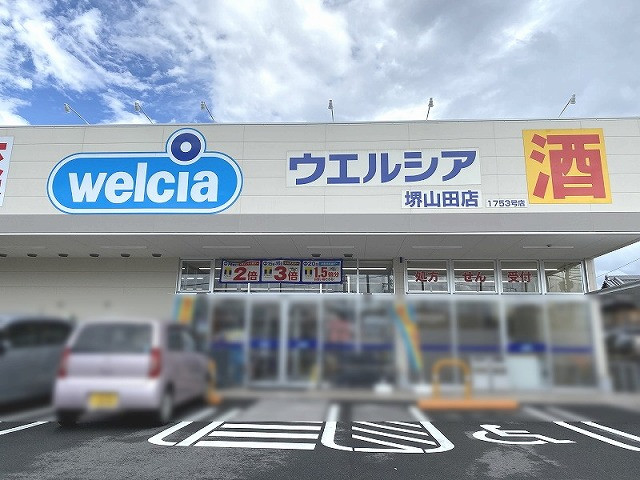 welcia
ウエルシア
堺山田店
1753号店
酒
2倍
3倍
1.5倍分
処方
せん
受付